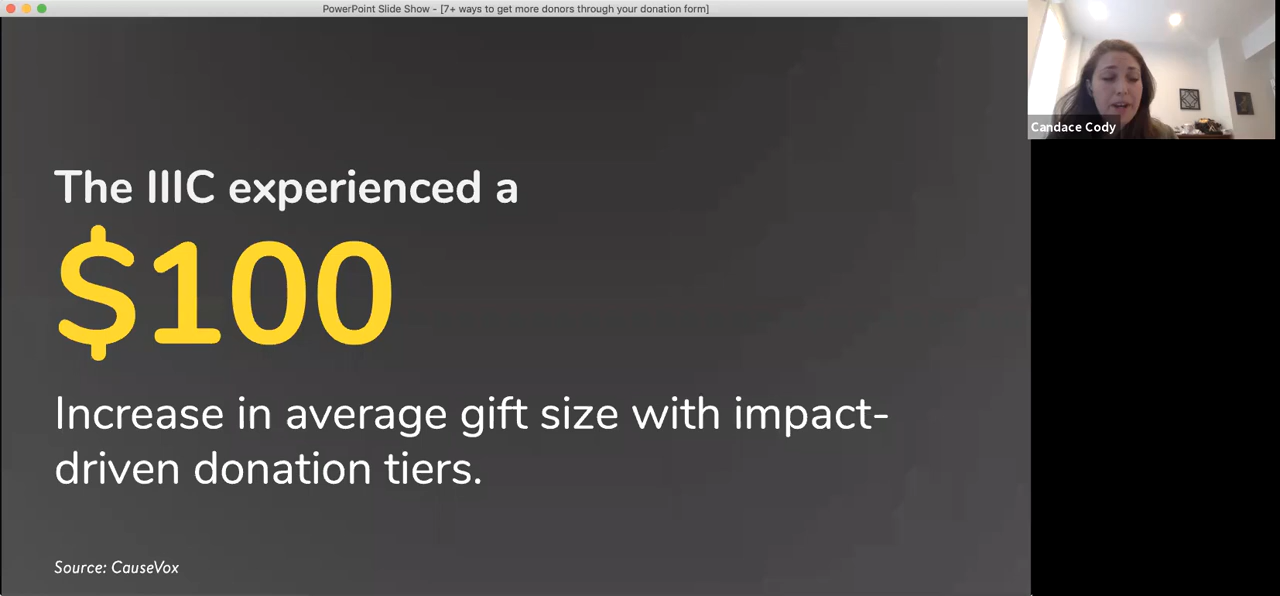 PowerPoint Slide Show - [7+ ways to get more donors through your donation form]
Candace Cody
The IIIC experienced a
$100
Increase in average gift size with impact-
driven donation tiers.
Source: CauseVox